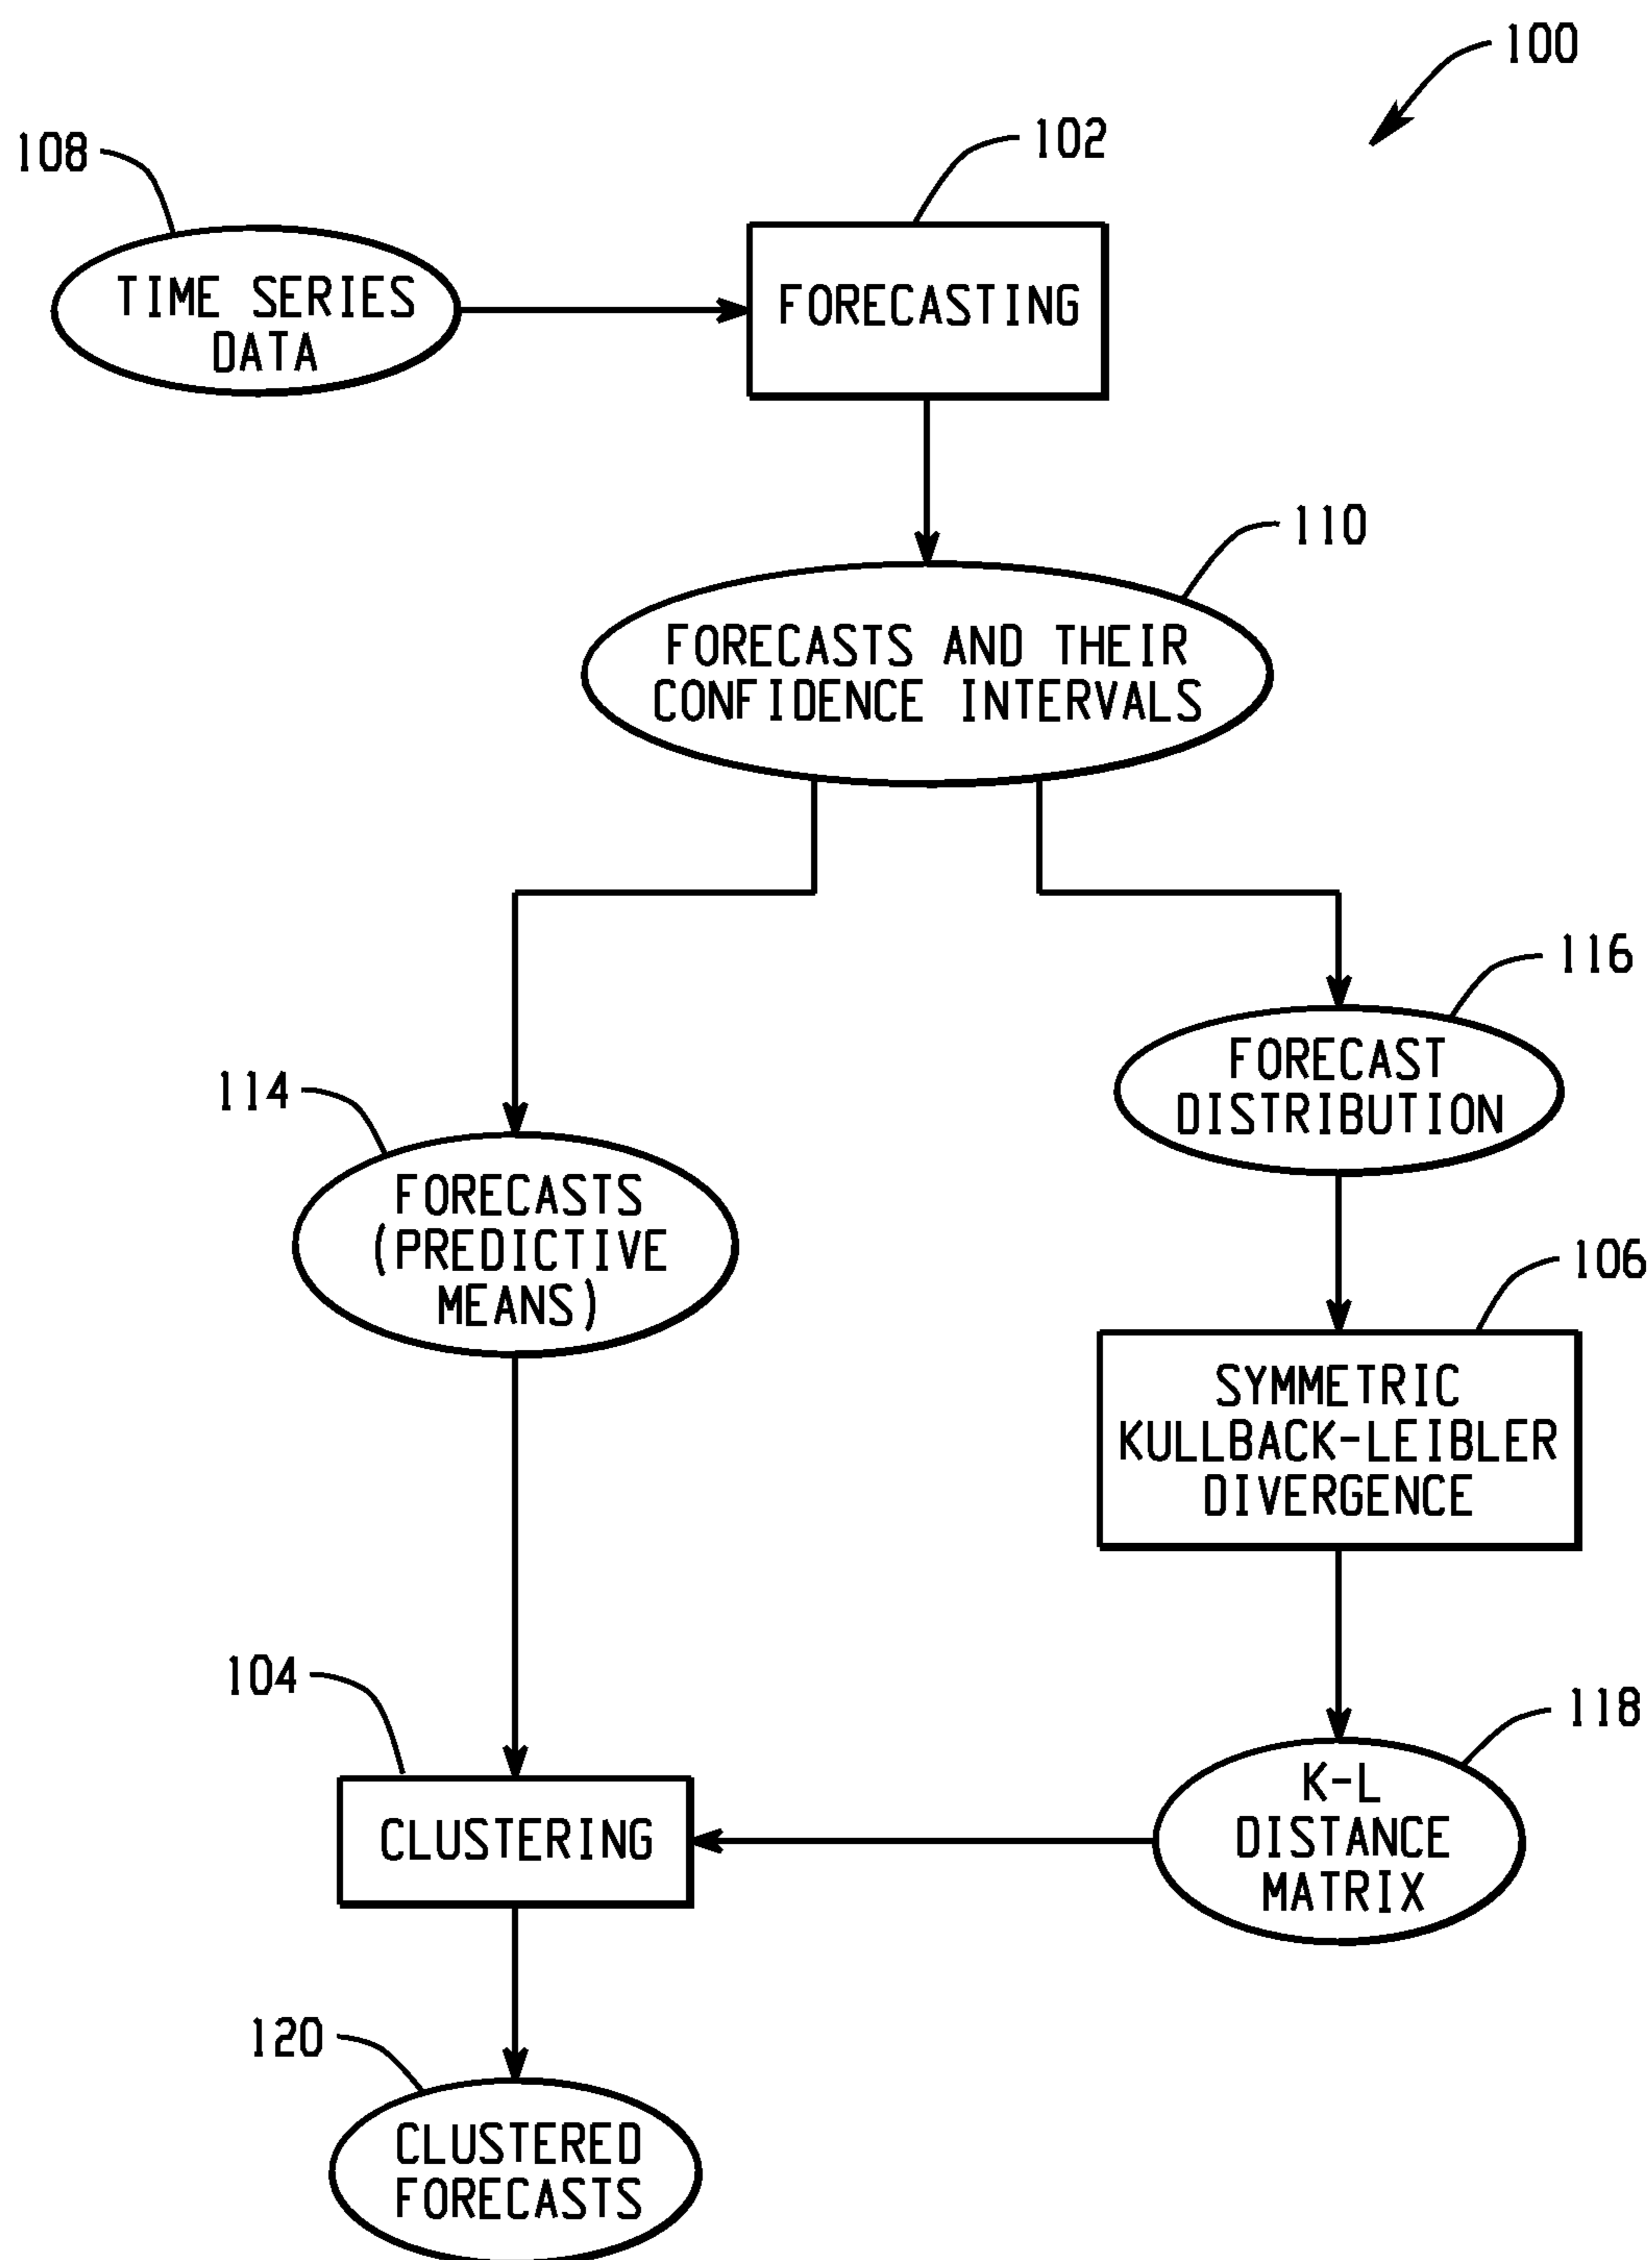 100
102
108
TIME SERIES
DATA
FORECASTING
110
FORECASTS AND THEIR
CONFIDENCE INTERVALS
116
FORECAST
DISTRIBUTION
114
FORECASTS
(PREDICTIVE
MEANS)
106
SYMMETRIC
KULLBACK-LEIBLER
DIVERGENCE
104
CLUSTERING
118
K-L
DISTANCE
MATRIX
120
CLUSTERED
FORECASTS